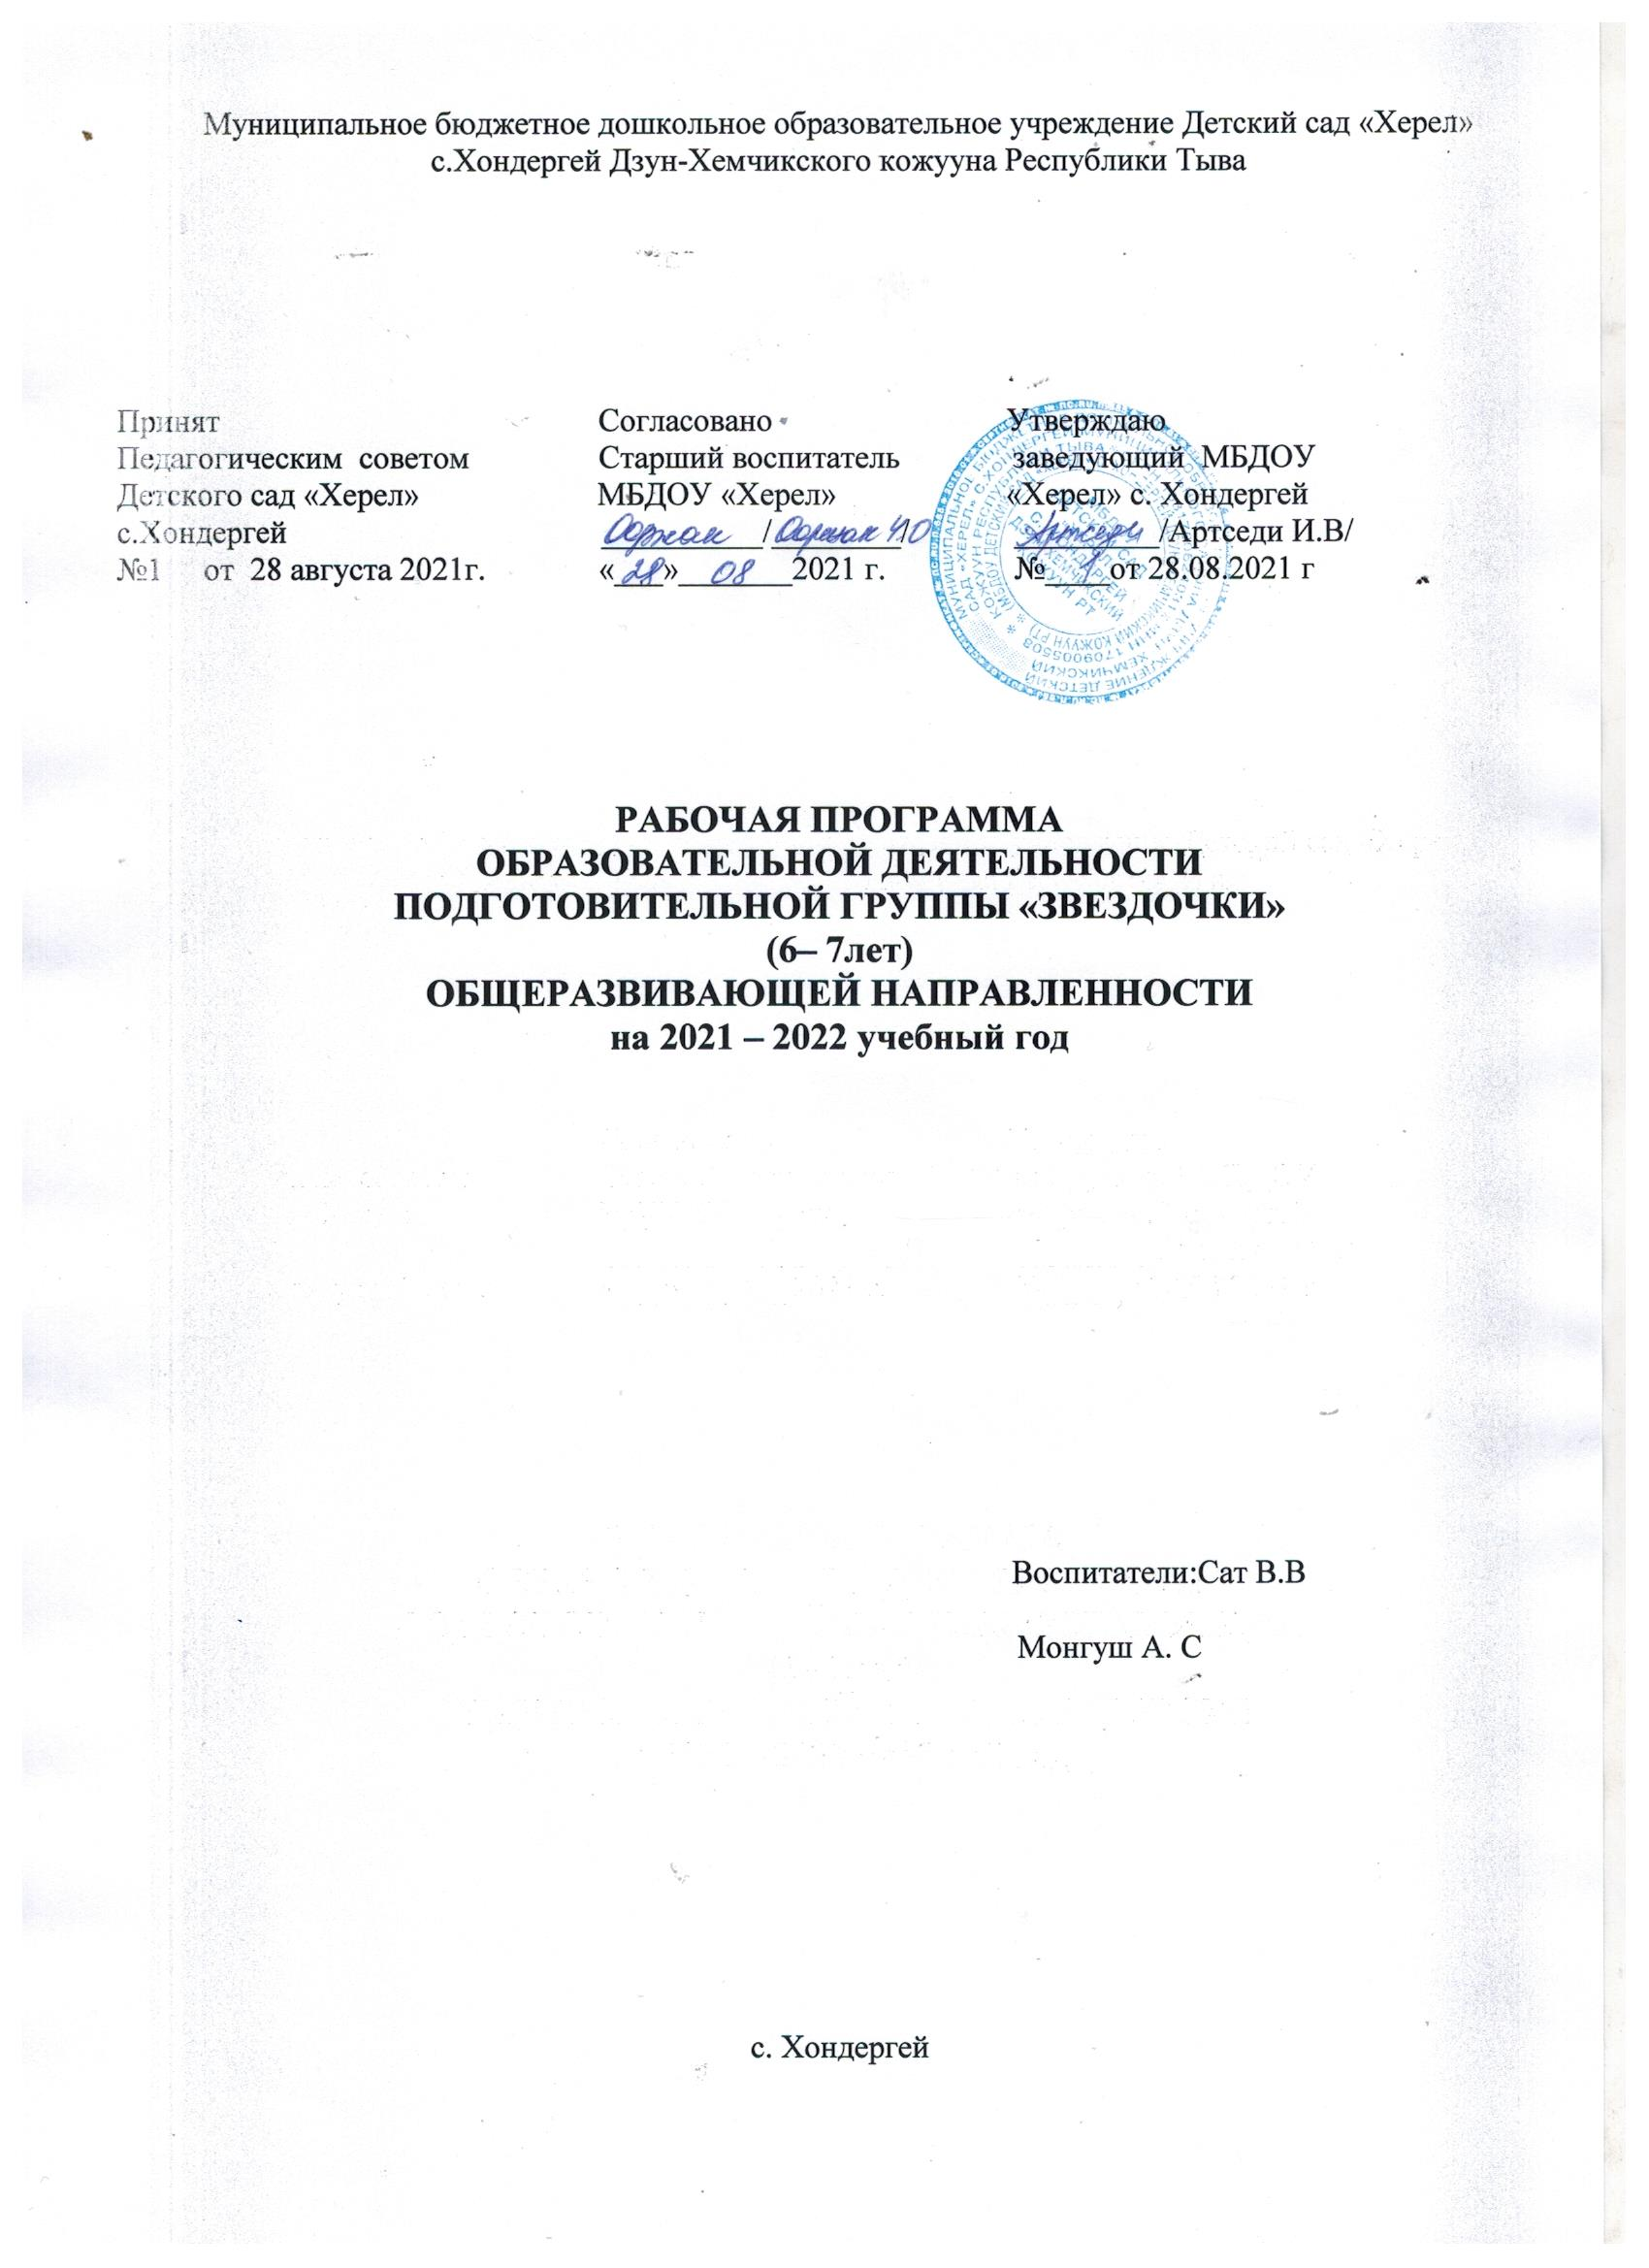 Муниципальное бюджетное дошкольное образовательное учреждение Детский сад «Херел»
с.Хондергей Дзун-Хемчикского кожууна Республики Тыва
Принят
Педагогическим советом
Детского сад «Херел»
с.Хондергей
№1 от 28 августа 2021г.
Согласовано
Старший воспитатель
МБДОУ «Херел»
«28» 08 2021 г.
Утверждаю
заведующий МБДОУ
«Херел» с. Хондергей
Артседи /Артседи И.В/
№ 1 от 28.08.2021 г
РАБОЧАЯ ПРОГРАММА
ОБРАЗОВАТЕЛЬНОЙ ДЕЯТЕЛЬНОСТИ
ПОДГОТОВИТЕЛЬНОЙ ГРУППЫ «ЗВЕЗДОЧКИ»
(6– 7лет)
ОБЩЕРАЗВИВАЮЩЕЙ НАПРАВЛЕННОСТИ
на 2021 – 2022 учебный год
Воспитатели:Сат В.В
Монгуш А. С
с. Хондергей